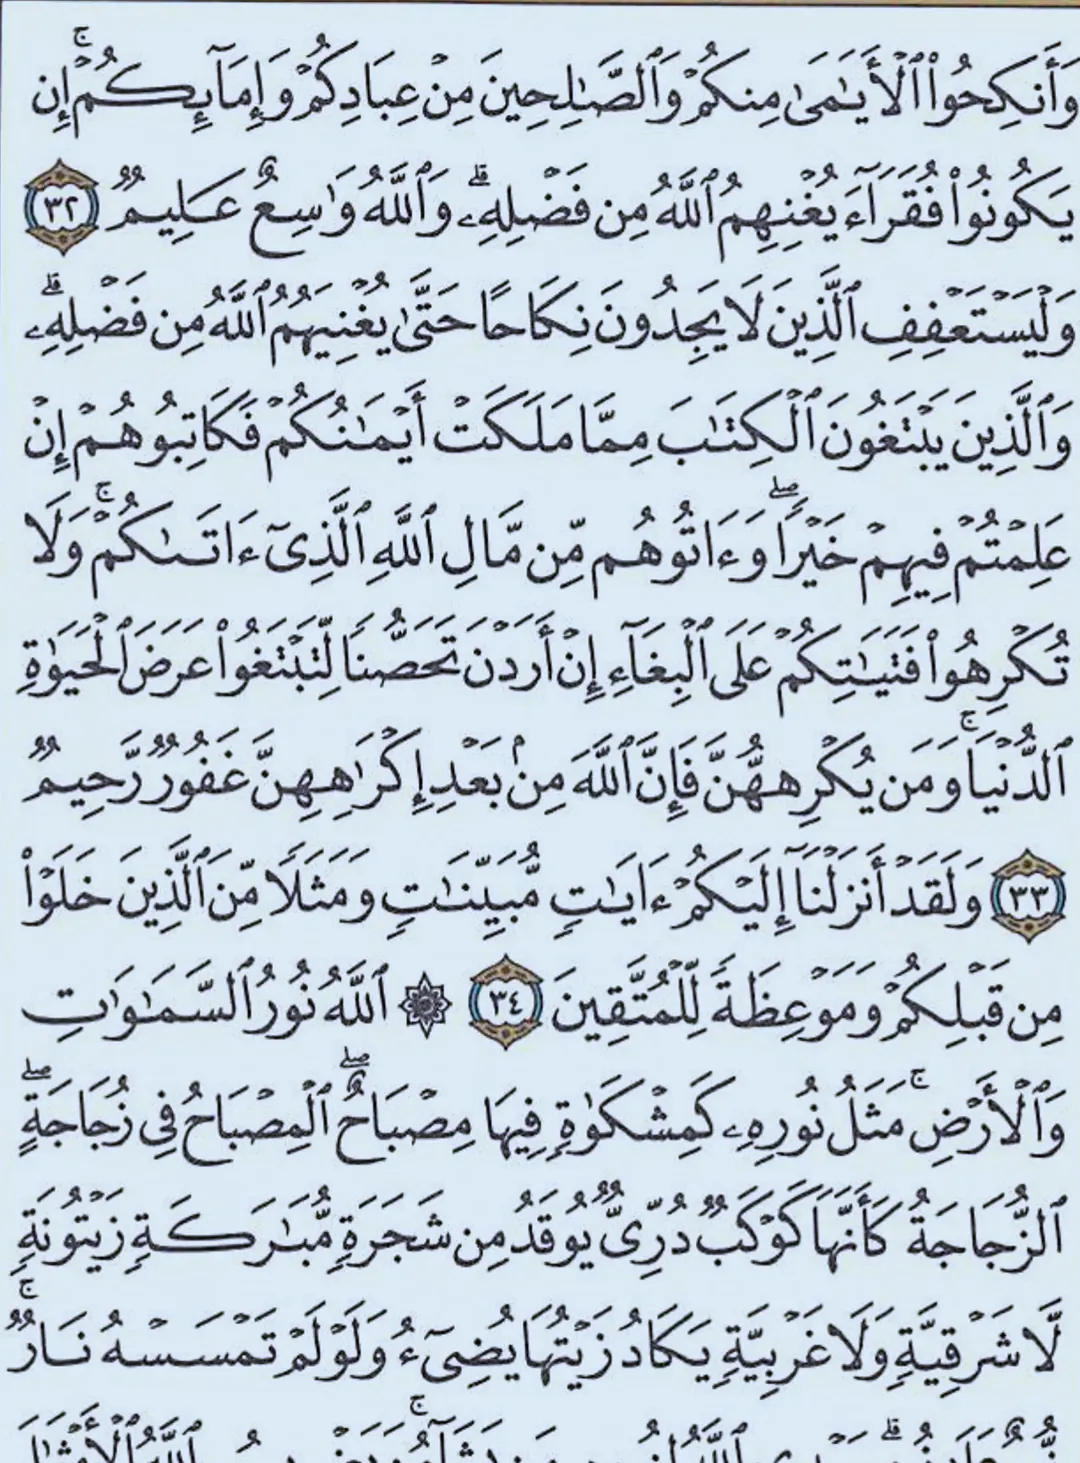 وَأَنكِحُوا۟ ٱلْأَيَـٰمَىٰ مِنكُمْ وَٱلصَّـٰلِحِينَ مِنْ عِبَادِكُمْ وَإِمَآئِكُمْ ۚ إِن
يَكُونُوا۟ فُقَرَآءَ يُغْنِهِمُ ٱللَّهُ مِن فَضْلِهِۦ ۗ وَٱللَّهُ وَٰسِعٌ عَلِيمٌ ٣٢
وَلْيَسْتَعْفِفِ ٱلَّذِينَ لَا يَجِدُونَ نِكَاحًا حَتَّىٰ يُغْنِيَهُمُ ٱللَّهُ مِن فَضْلِهِۦ ۗ
وَٱلَّذِينَ يَبْتَغُونَ ٱلْكِتَـٰبَ مِمَّا مَلَكَتْ أَيْمَـٰنُكُمْ فَكَاتِبُوهُمْ إِنْ
عَلِمْتُمْ فِيهِمْ خَيْرًا ۖ وَءَاتُوهُم مِّن مَّالِ ٱللَّهِ ٱلَّذِىٓ ءَاتَىٰكُمْ ۚ وَلَا
تُكْرِهُوا۟ فَتَيَـٰتِكُمْ عَلَى ٱلْبِغَآءِ إِنْ أَرَدْنَ تَحَصُّنًا لِّتَبْتَغُوا۟ عَرَضَ ٱلْحَيَوٰةِ
ٱلدُّنْيَا ۚ وَمَن يُكْرِههُّنَّ فَإِنَّ ٱللَّهَ مِنۢ بَعْدِ إِكْرَٰهِهِنَّ غَفُورٌ رَّحِيمٌ
٣٣ وَلَقَدْ أَنزَلْنَآ إِلَيْكُمْ ءَايَـٰتٍ مُّبَيِّنَـٰتٍ وَمَثَلًا مِّنَ ٱلَّذِينَ خَلَوْا۟
مِن قَبْلِكُمْ وَمَوْعِظَةً لِّلْمُتَّقِينَ ٣٤ ۞ ٱللَّهُ نُورُ ٱلسَّمَـٰوَٰتِ
وَٱلْأَرْضِ ۚ مَثَلُ نُورِهِۦ كَمِشْكَوٰةٍ فِيهَا مِصْبَاحٌ ۖ ٱلْمِصْبَاحُ فِى زُجَاجَةٍ ۖ
ٱلزُّجَاجَةُ كَأَنَّهَا كَوْكَبٌ دُرِّىٌّ يُوقَدُ مِن شَجَرَةٍ مُّبَـٰرَكَةٍ زَيْتُونَةٍ
لَّا شَرْقِيَّةٍ وَلَا غَرْبِيَّةٍ يَكَادُ زَيْتُهَا يُضِىٓءُ وَلَوْ لَمْ تَمْسَسْهُ نَارٌ ۚ